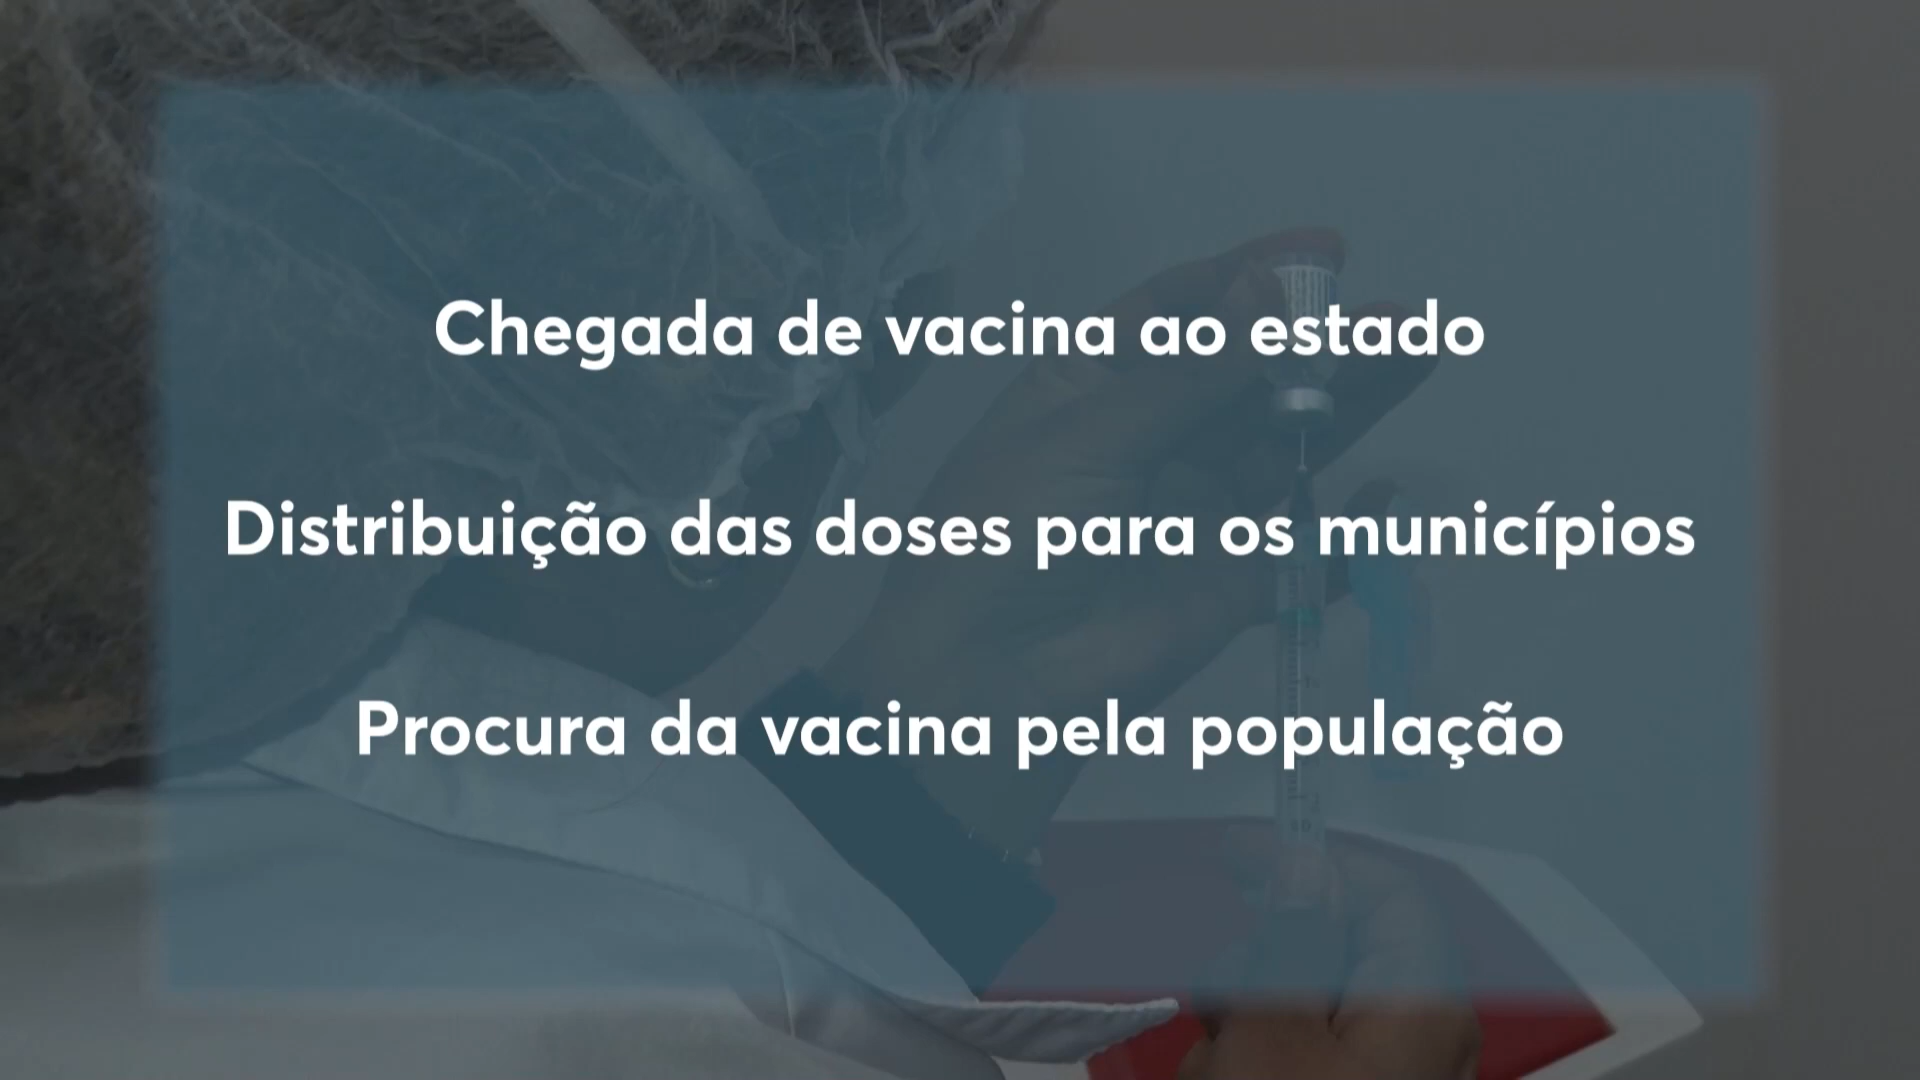 Chegada de vacina ao estado
Distribuição das doses para os municípios
Procura da vacina pela população